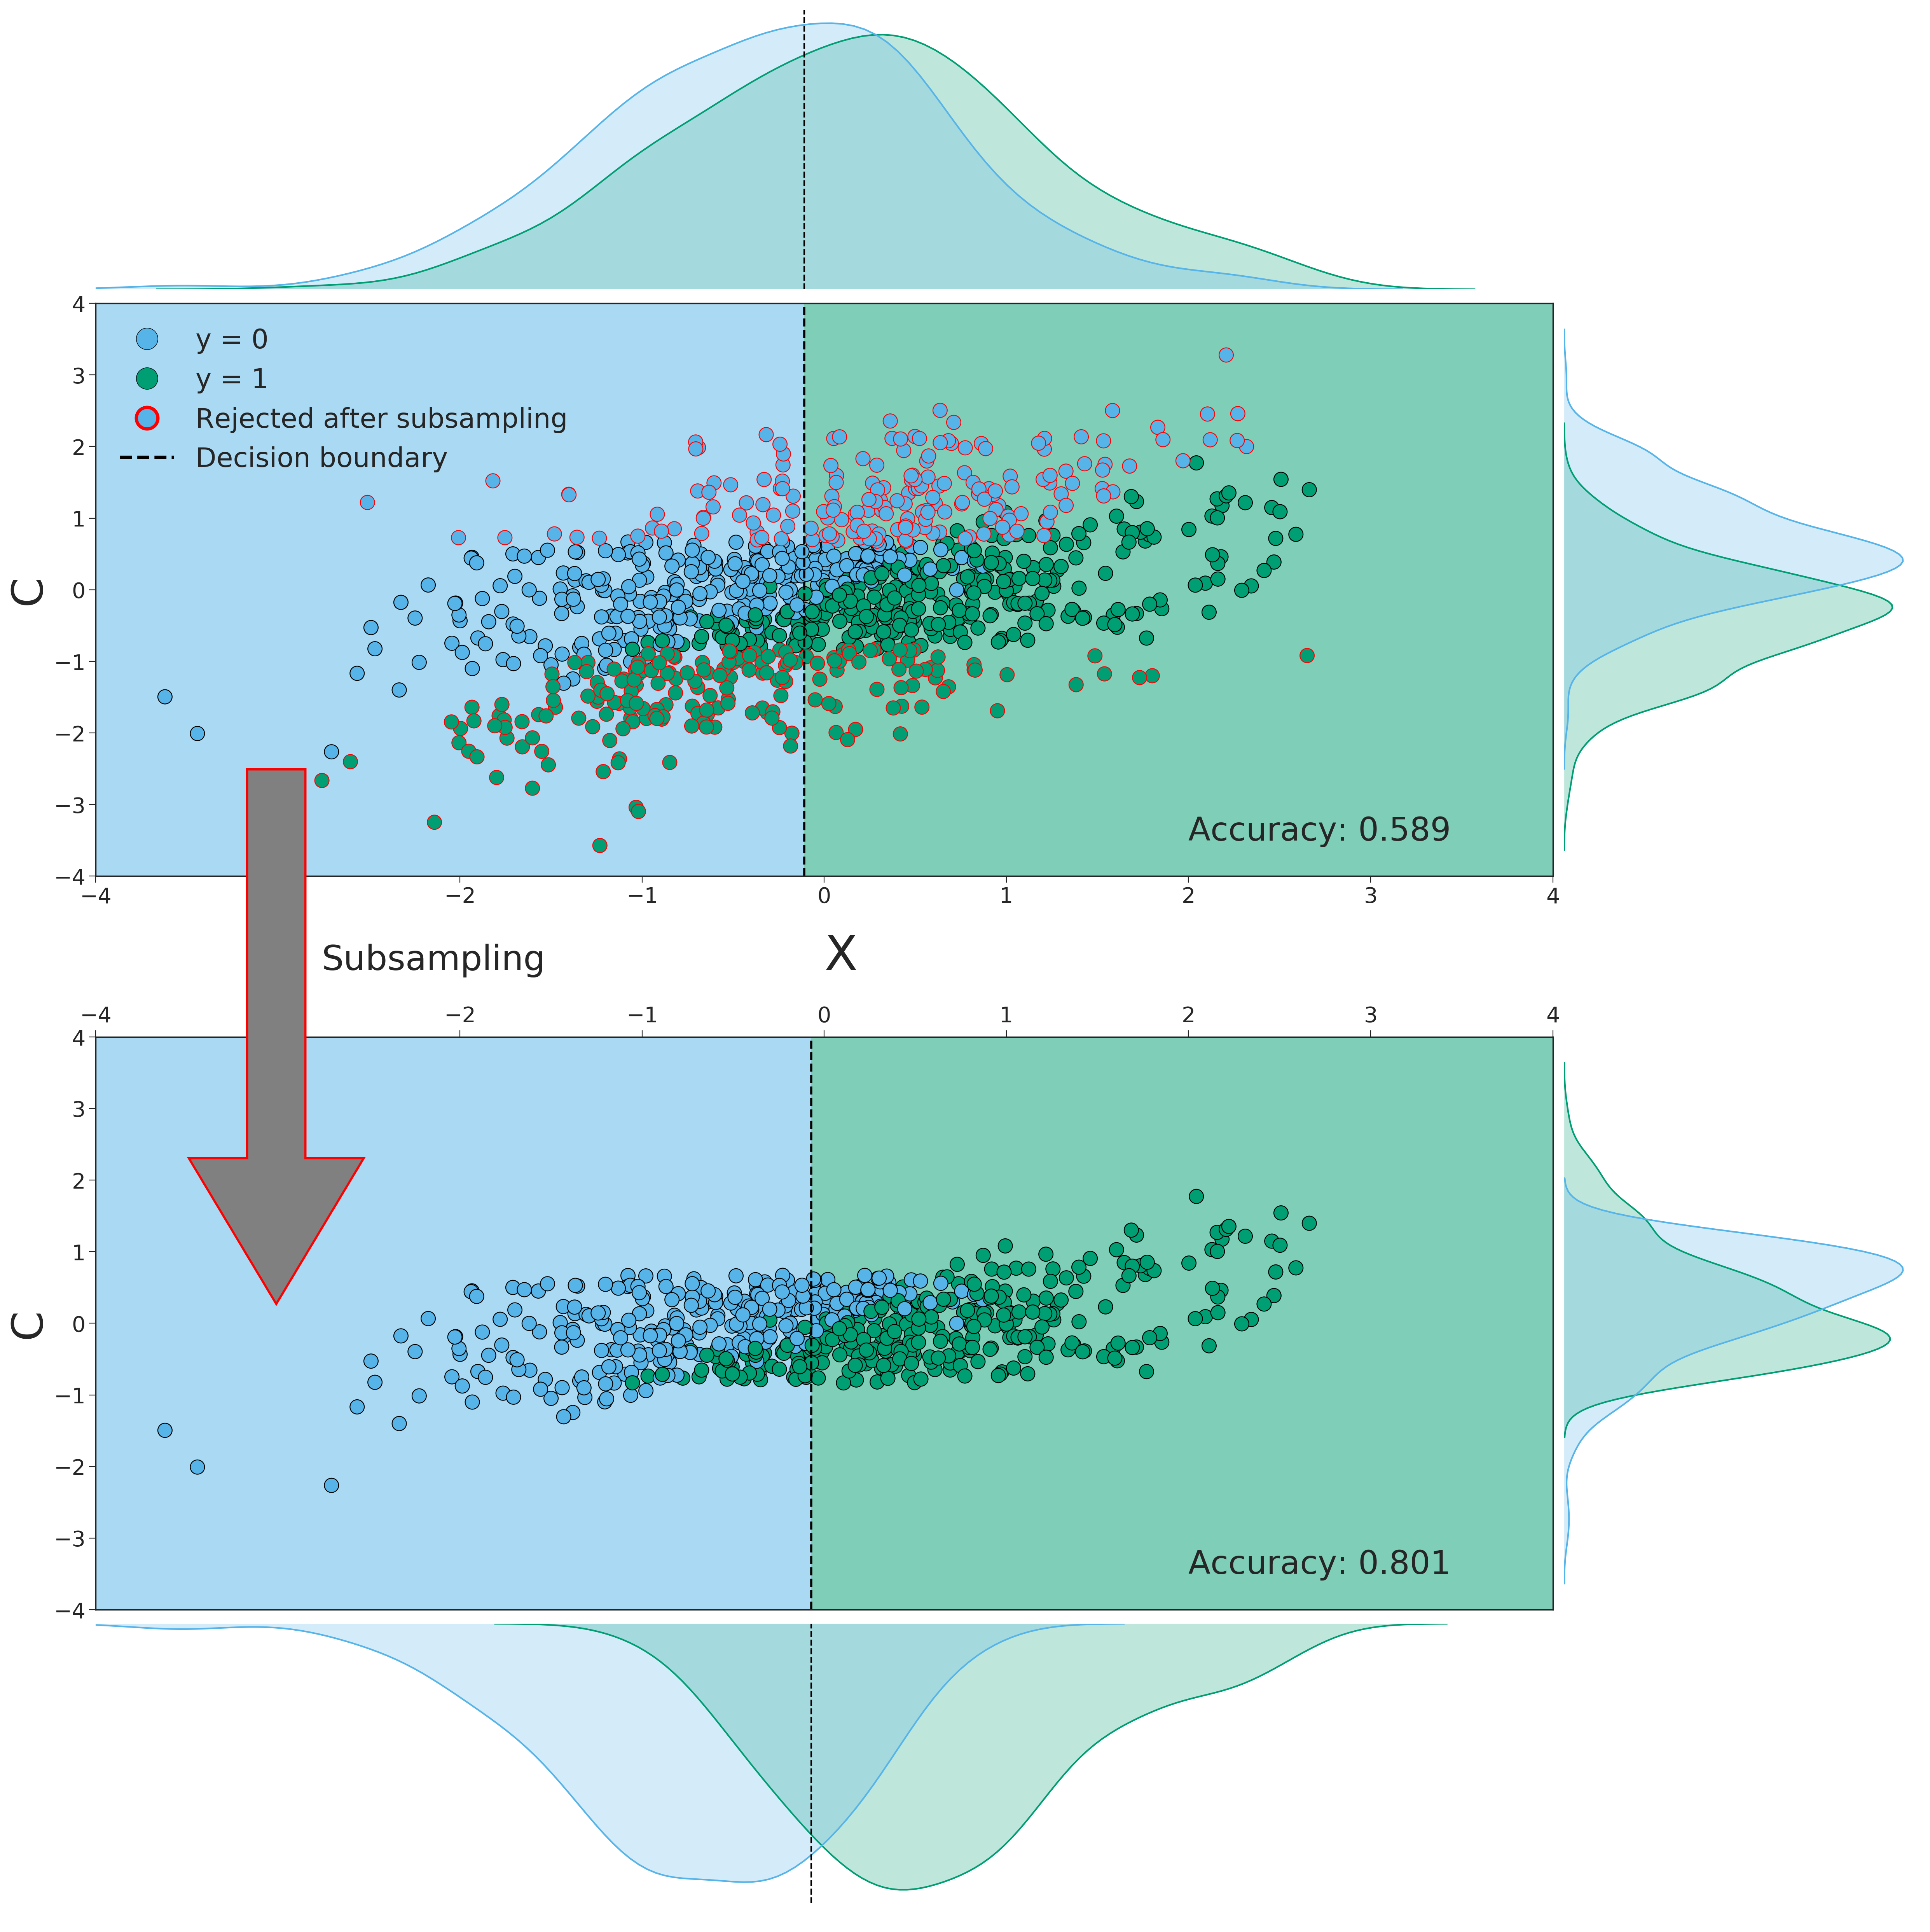 4
3
2
1
0
−1
−2
−3
−4
C
y = 0
y = 1
Rejected after subsampling
Decision boundary
Accuracy: 0.589
−4 −2 −1 0 1 2 3 4
X
Subsampling
−4 −2 −1 0 1 2 3 4
4
3
2
1
0
−1
−2
−3
−4
C
Accuracy: 0.801